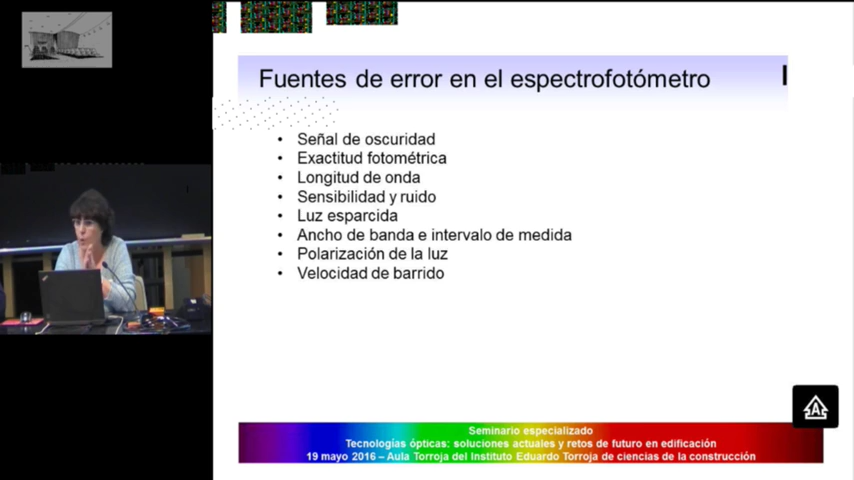 Fuentes de error en el espectrofotómetro
• Señal de oscuridad
• Exactitud fotométrica
• Longitud de onda
• Sensibilidad y ruido
• Luz esparcida
• Ancho de banda e intervalo de medida
• Polarización de la luz
• Velocidad de barrido
Seminario especializado
Tecnologías ópticas: soluciones actuales y retos de futuro en edificación
19 mayo 2016 – Aula Torroja del Instituto Eduardo Torroja de ciencias de la construcción